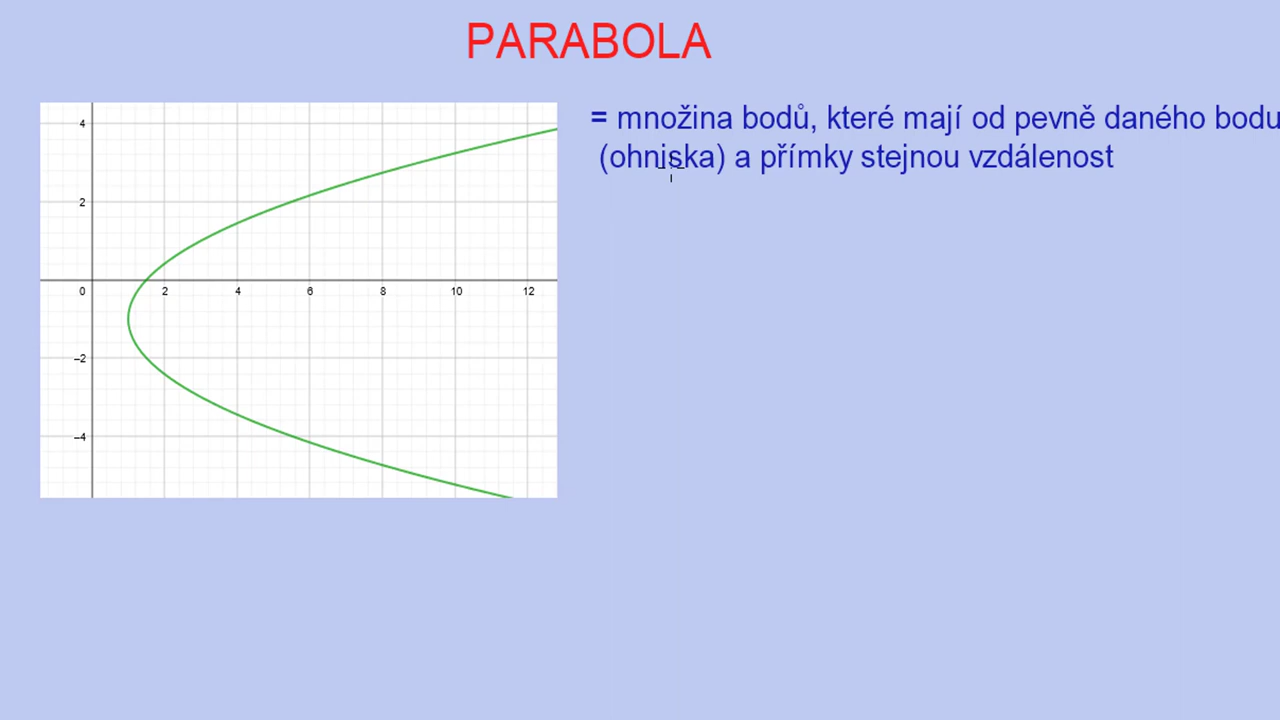 PARABOLA
= množina bodů, které mají od pevně daného bodu
(ohniska) a přímky stejnou vzdálenost
4
2
0 2 4 6 8 10 12
–2
–4